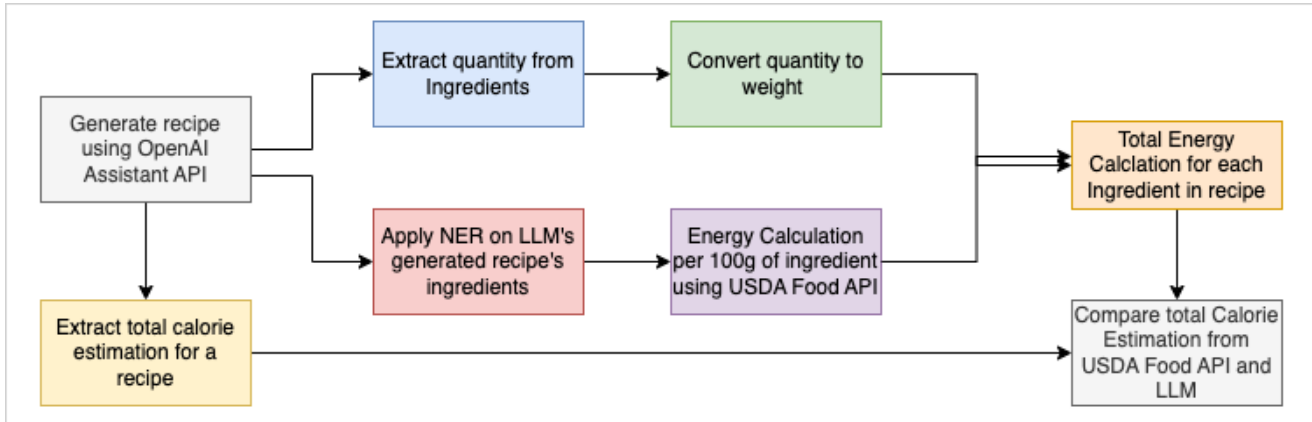 Extract quantity from
Ingredients
Convert quantity to
weight
Generate recipe
using OpenAI
Assistant API
Total Energy
Calclation for each
Ingredient in recipe
Apply NER on LLM's
generated recipe's
ingredients
Energy Calculation
per 100g of ingredient
using USDA Food API
Extract total calorie
estimation for a
recipe
Compare total Calorie
Estimation from
USDA Food API and
LLM